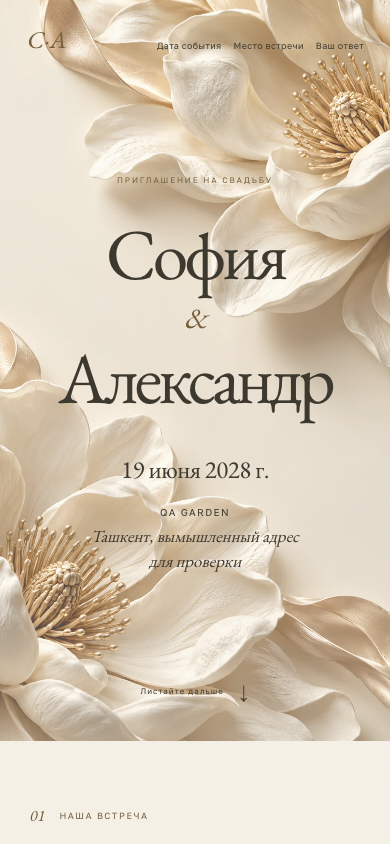 С·А
Дата события Место встречи Ваш ответ
ПРИГЛАШЕНИЕ НА СВАДЬБУ
София
&
Александр
19 июня 2028 г.
QA GARDEN
Ташкент, вымышленный адрес
для проверки
Листайте дальше ↓
01 НАША ВСТРЕЧА